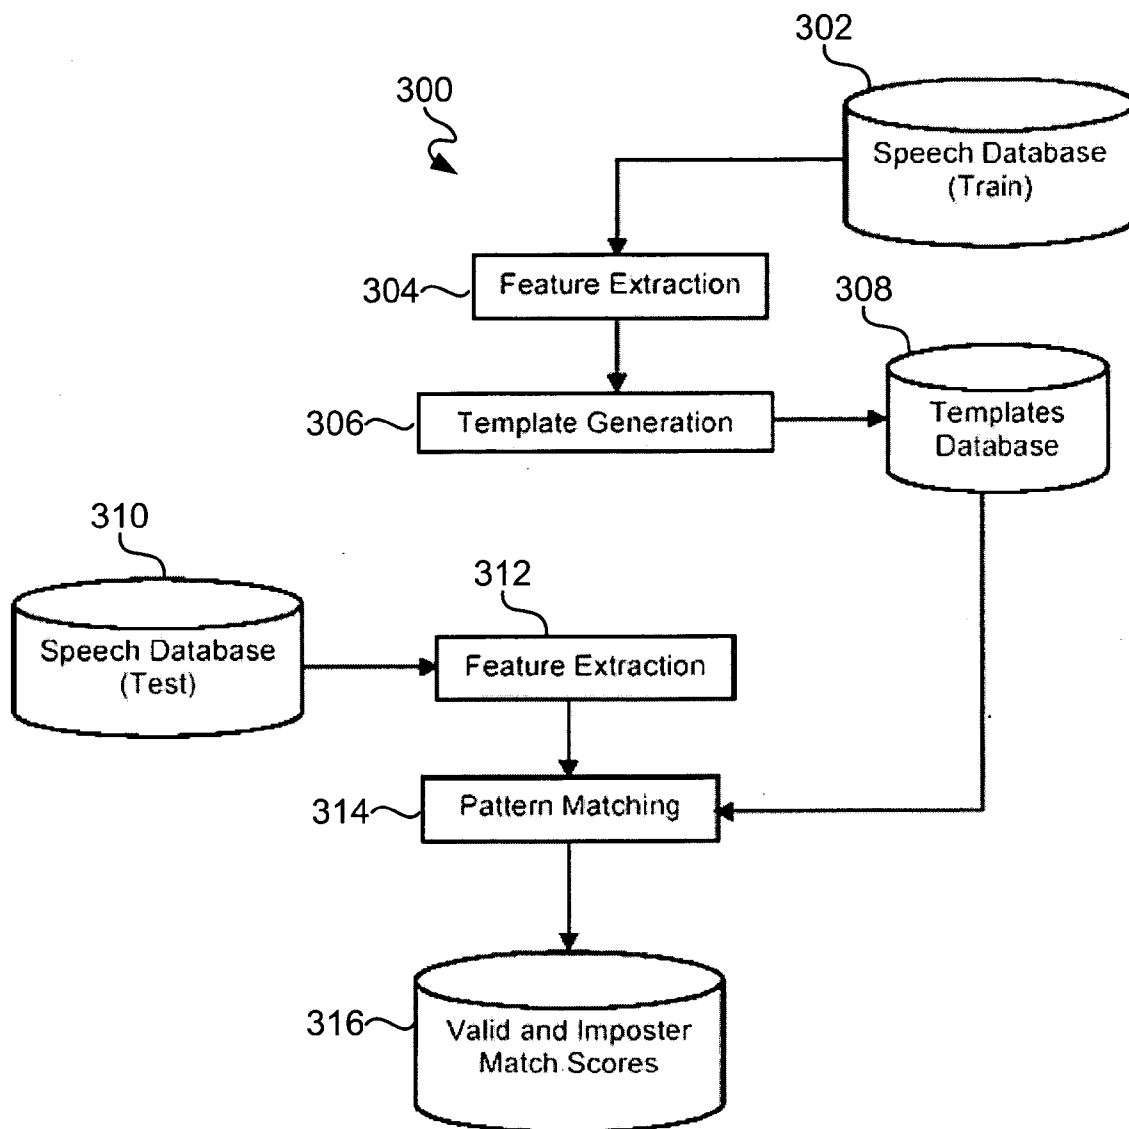 302
300
Speech Database
(Train)
304
Feature Extraction
308
306
Template Generation
Templates
Database
310
312
Speech Database
(Test)
Feature Extraction
314
Pattern Matching
316
Valid and Imposter
Match Scores